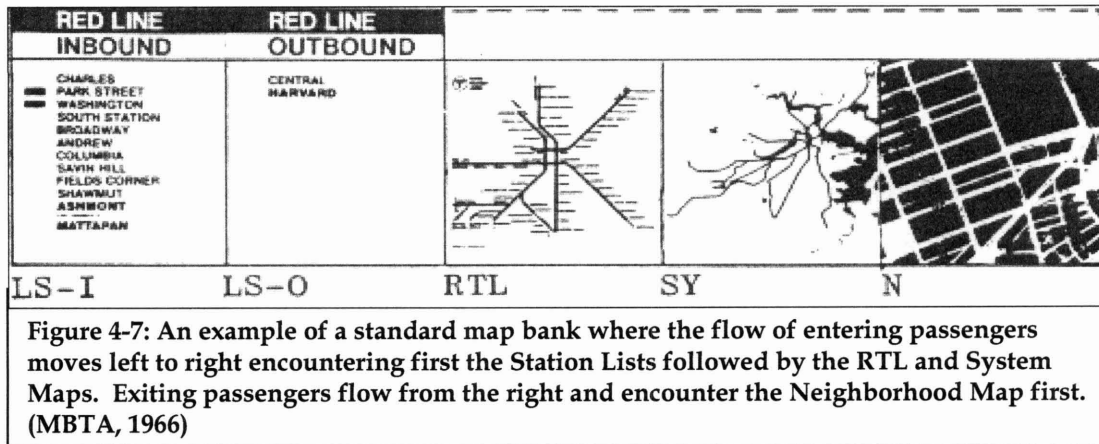 RED LINE
INBOUND
RED LINE
OUTBOUND
CHARLES
PARK STREET
WASHINGTON
SOUTH STATION
BROADWAY
ANDREW
COLUMBIA
SAVIN HILL
FIELDS CORNER
SHAWMUT
ASHMONT
MATTAPAN
CENTRAL
HARVARD
LS-I LS-O RTL SY N
Figure 4-7: An example of a standard map bank where the flow of entering passengers
moves left to right encountering first the Station Lists followed by the RTL and System
Maps. Exiting passengers flow from the right and encounter the Neighborhood Map first.
(MBTA, 1966)